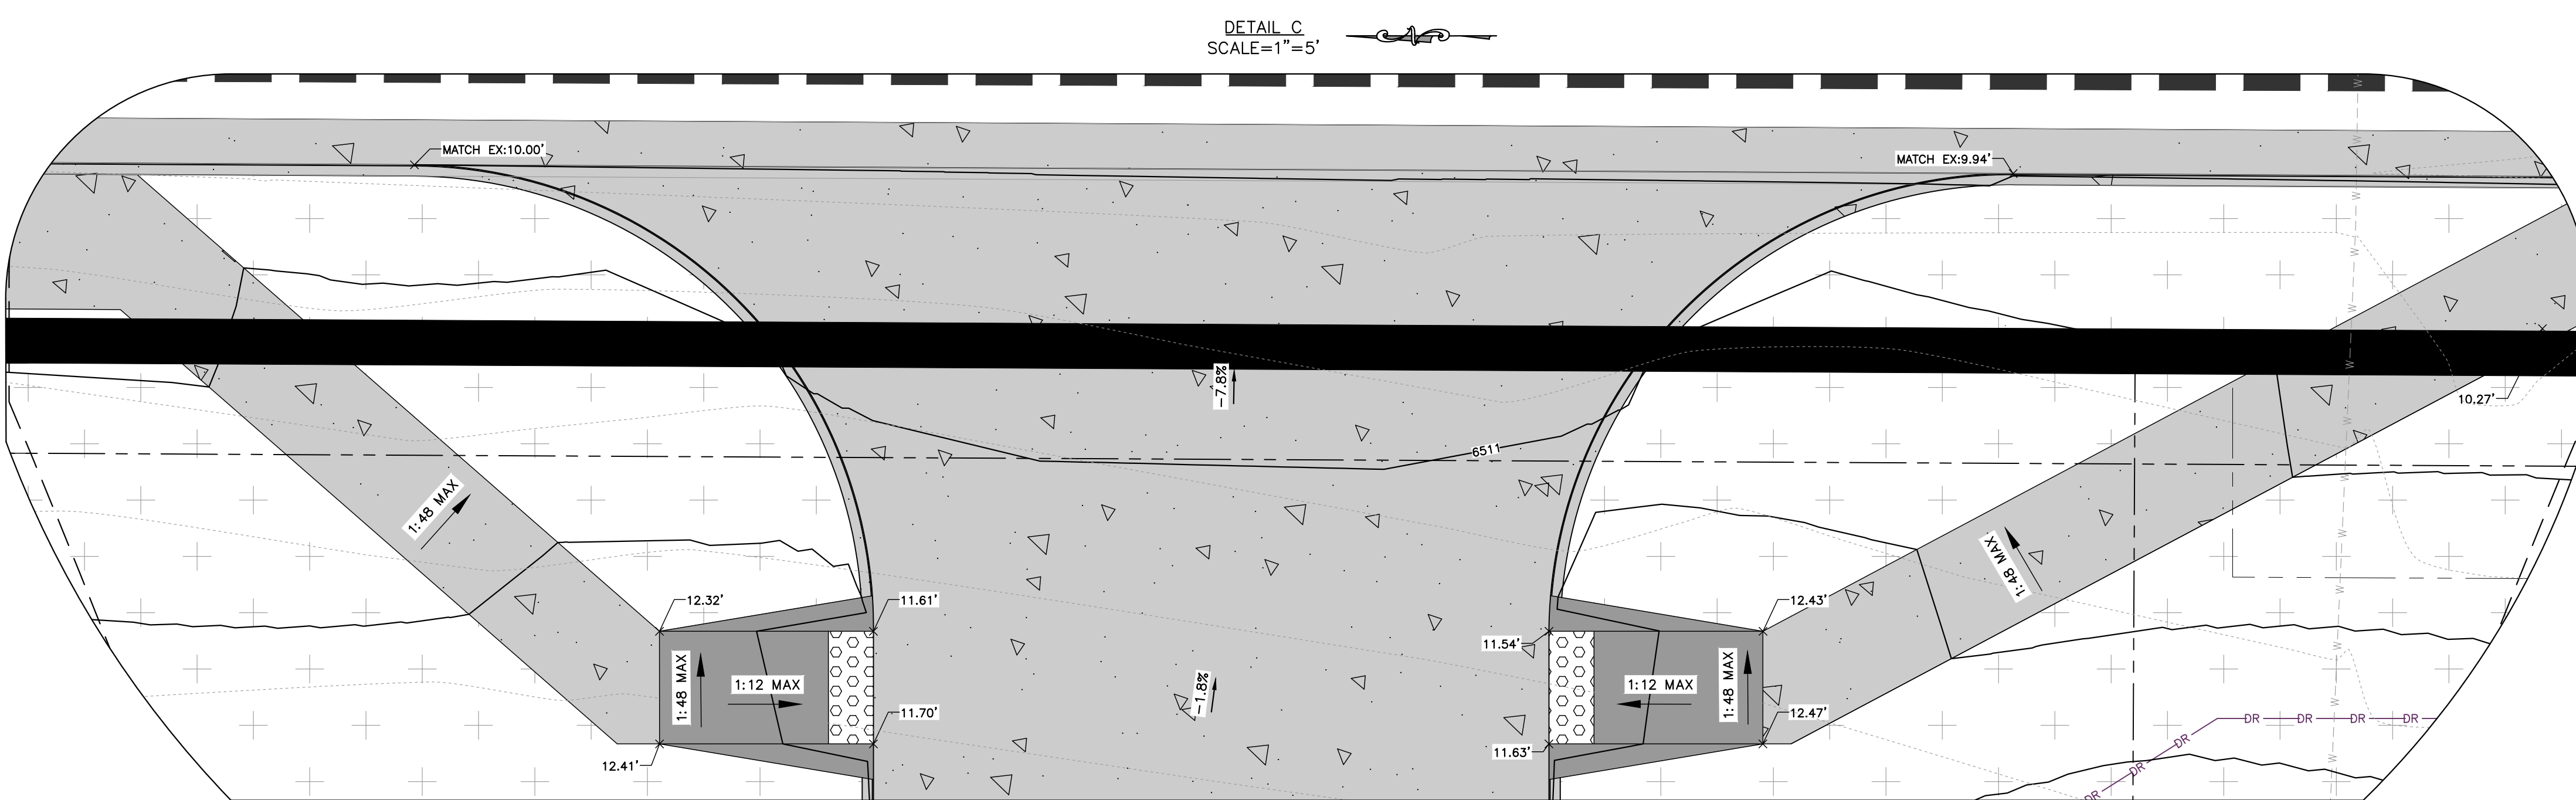 DETAIL C
SCALE=1"=5'
MATCH EX:10.00'
MATCH EX:9.94'
W
W
W
-7.8%
10.27'
6511
1:48 MAX
W
1:48 MAX
W
W
12.32'
11.61'
12.43'
11.54'
W
1:48 MAX
1:12 MAX
-1.8%
1:12 MAX
1:48 MAX
11.70'
12.47'
DR
DR
DR
DR
DR
11.63'
12.41'
W
DR
DR